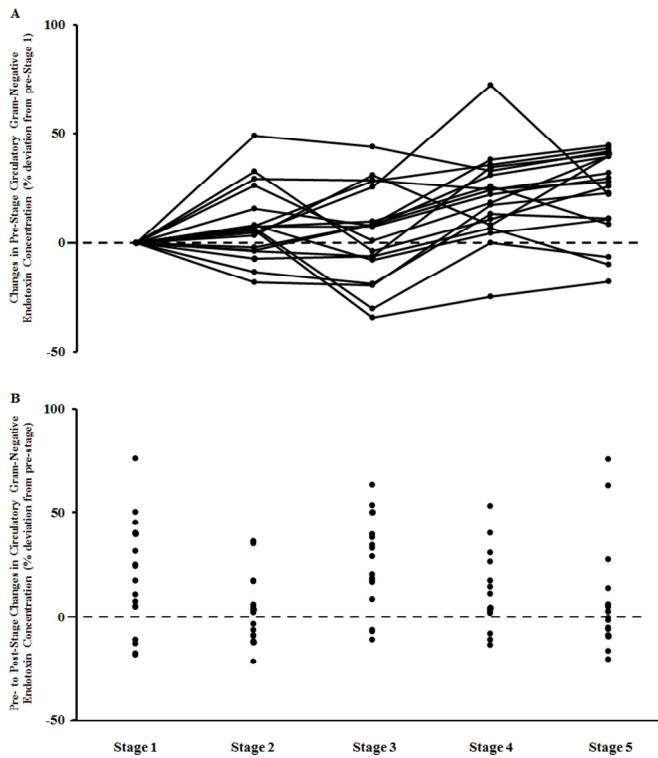 A
Changes in Pre-Stage Circulatory Gram-Negative
Endotoxin Concentration (% deviation from pre-Stage 1)
100
50
0
-50
B
Pre- to Post-Stage Changes in Circulatory Gram-Negative
Endotoxin Concentration (% deviation from pre-stage)
100
50
0
-50
Stage 1 Stage 2 Stage 3 Stage 4 Stage 5